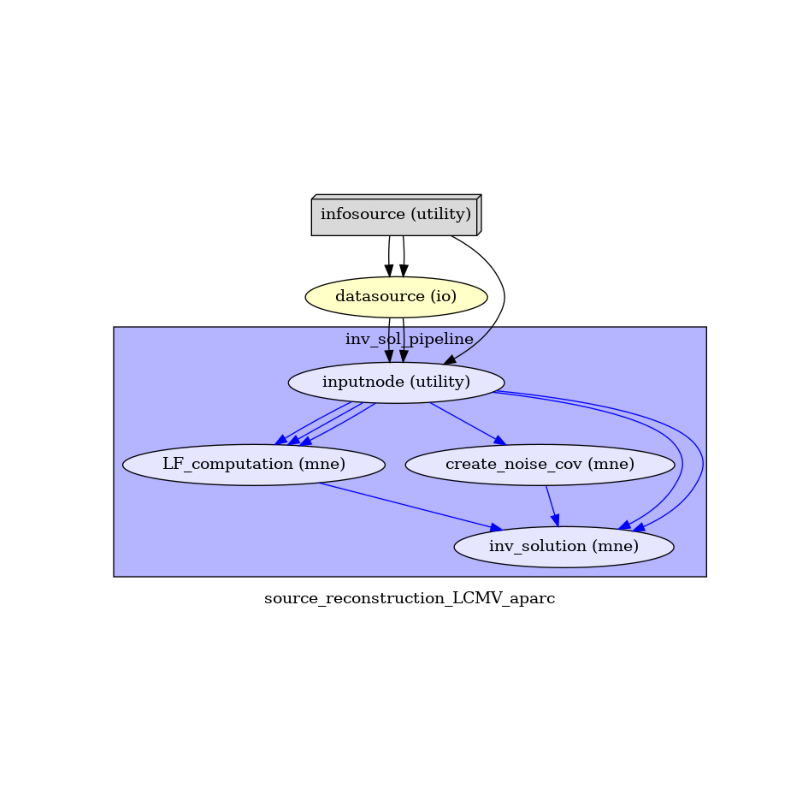 infosource (utility)
datasource (io)
inv_sol_pipeline
inputnode (utility)
LF_computation (mne)
create_noise_cov (mne)
inv_solution (mne)
source_reconstruction_LCMV_aparc